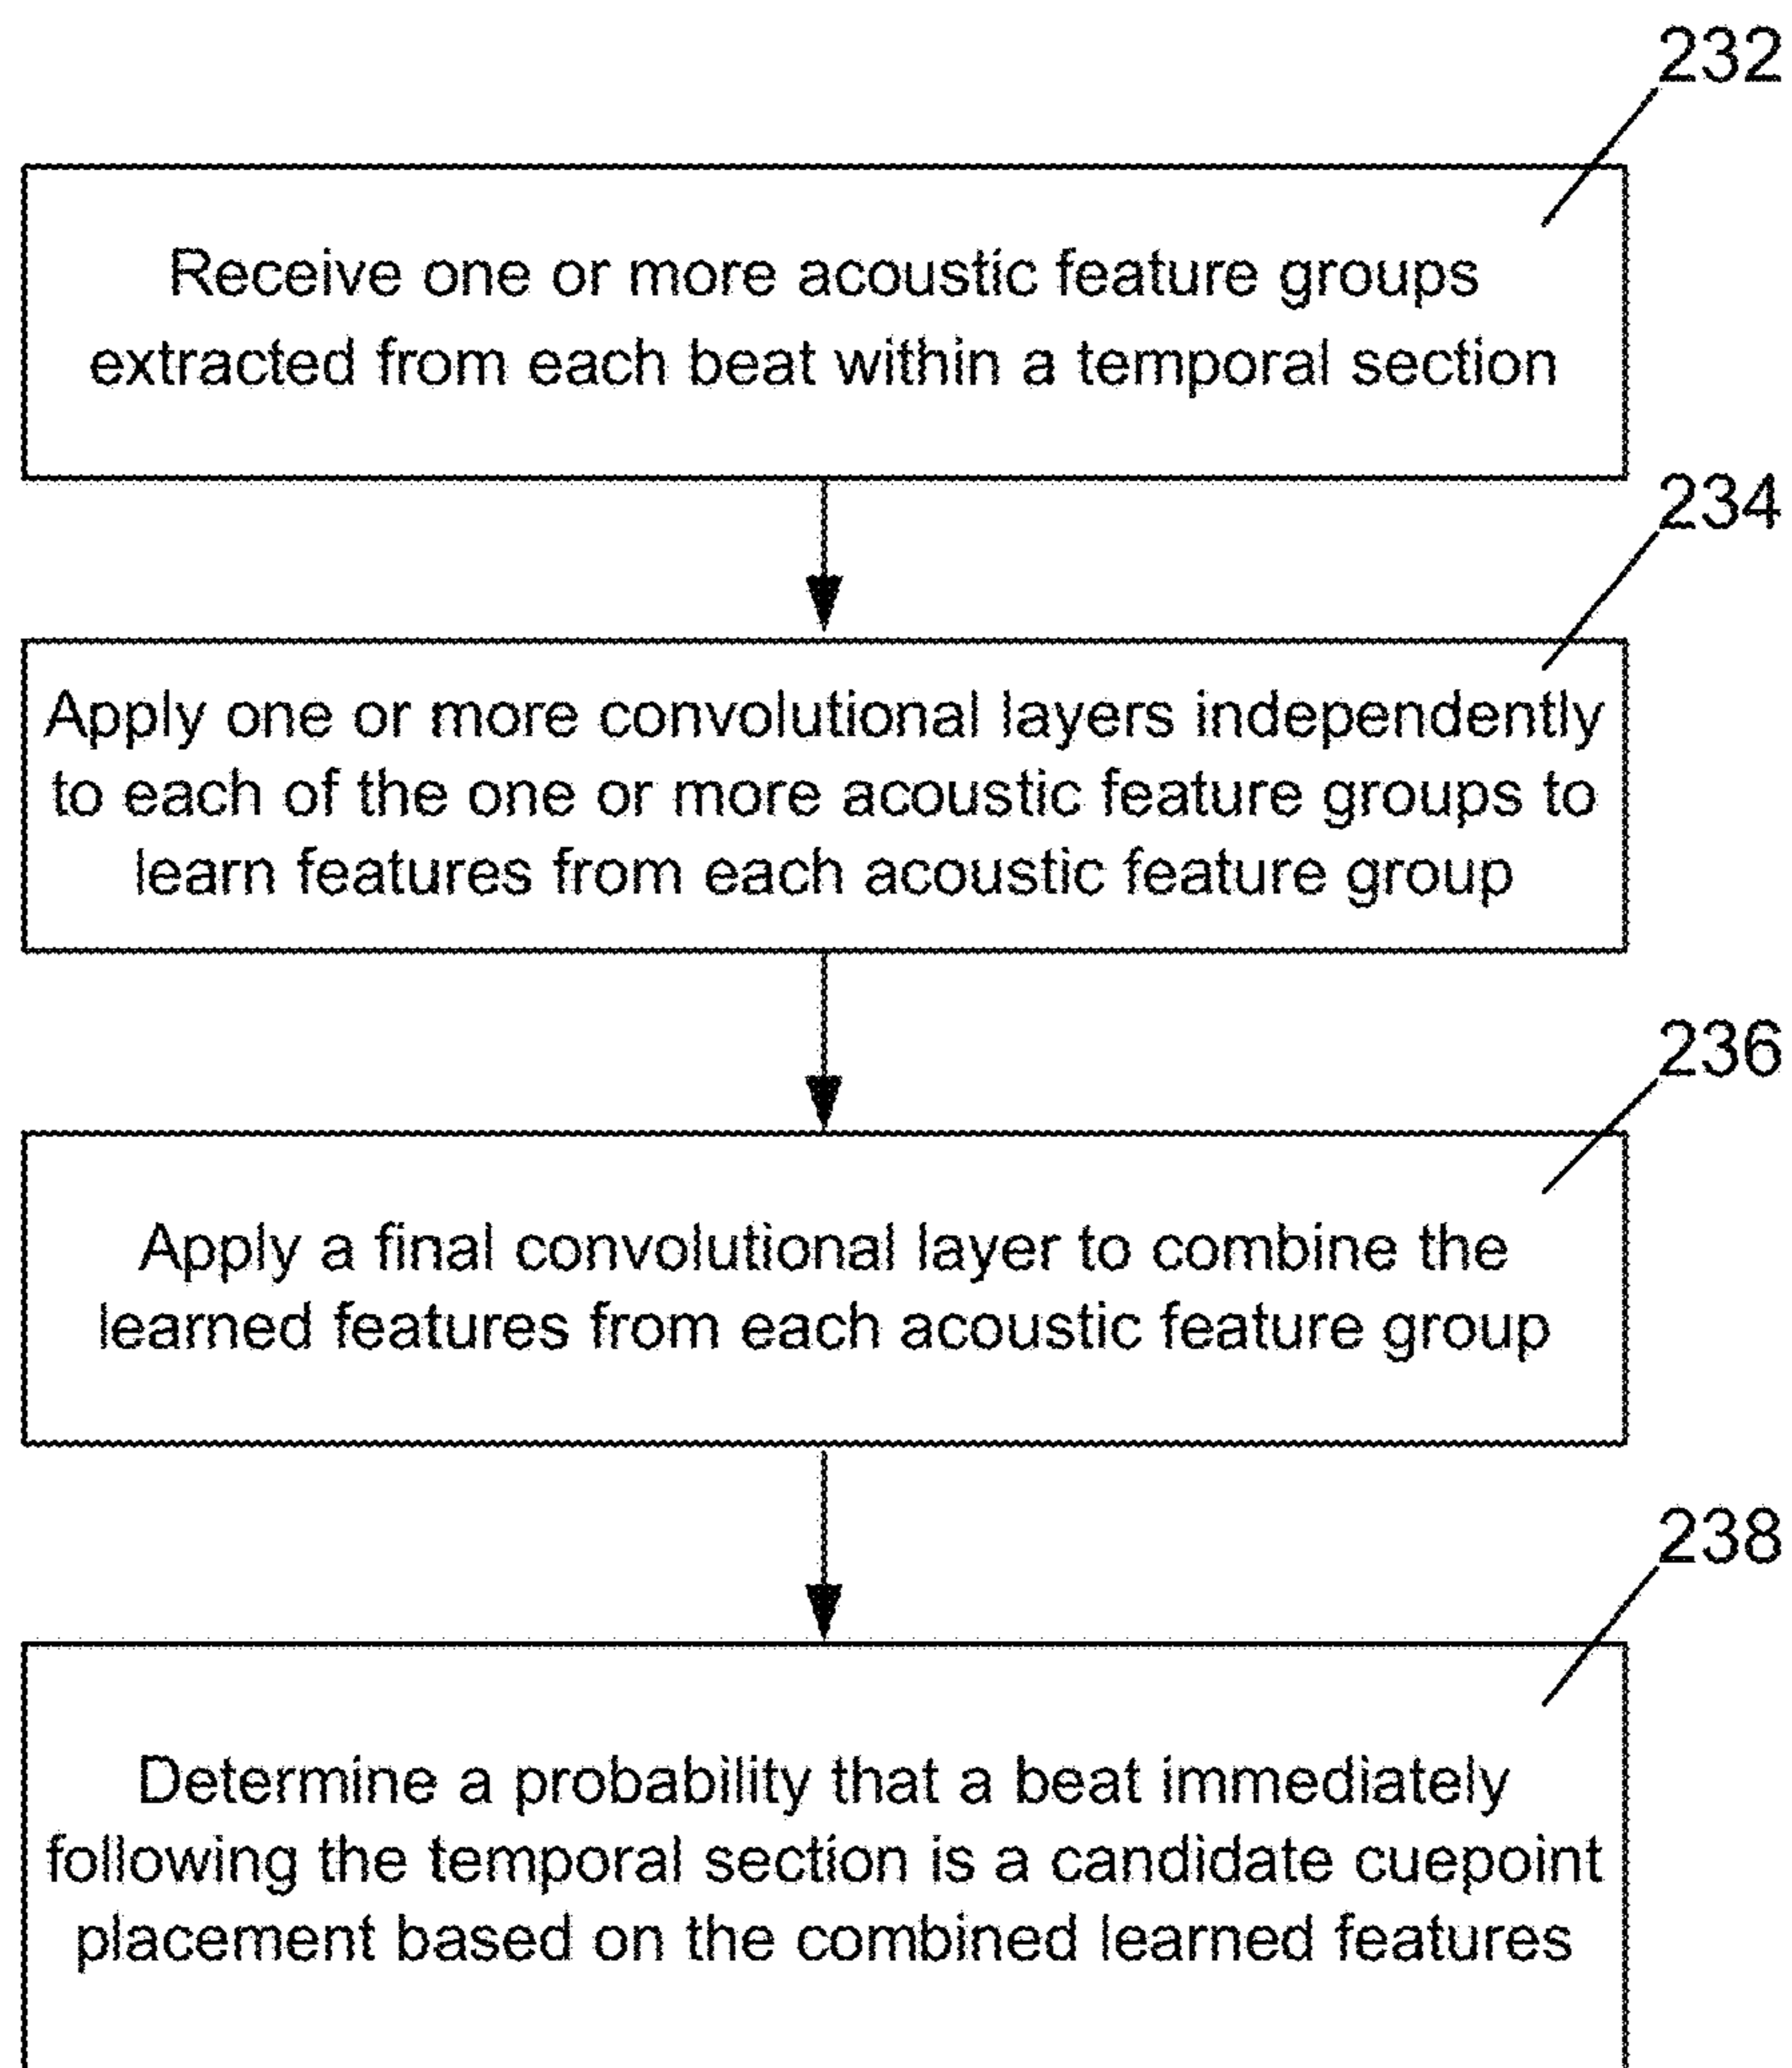 232
Receive one or more acoustic feature groups
extracted from each beat within a temporal section
234
Apply one or more convolutional layers independently
to each of the one or more acoustic feature groups to
learn features from each acoustic feature group
236
Apply a final convolutional layer to combine the
learned features from each acoustic feature group
238
Determine a probability that a beat immediately
following the temporal section is a candidate cuepoint
placement based on the combined learned features